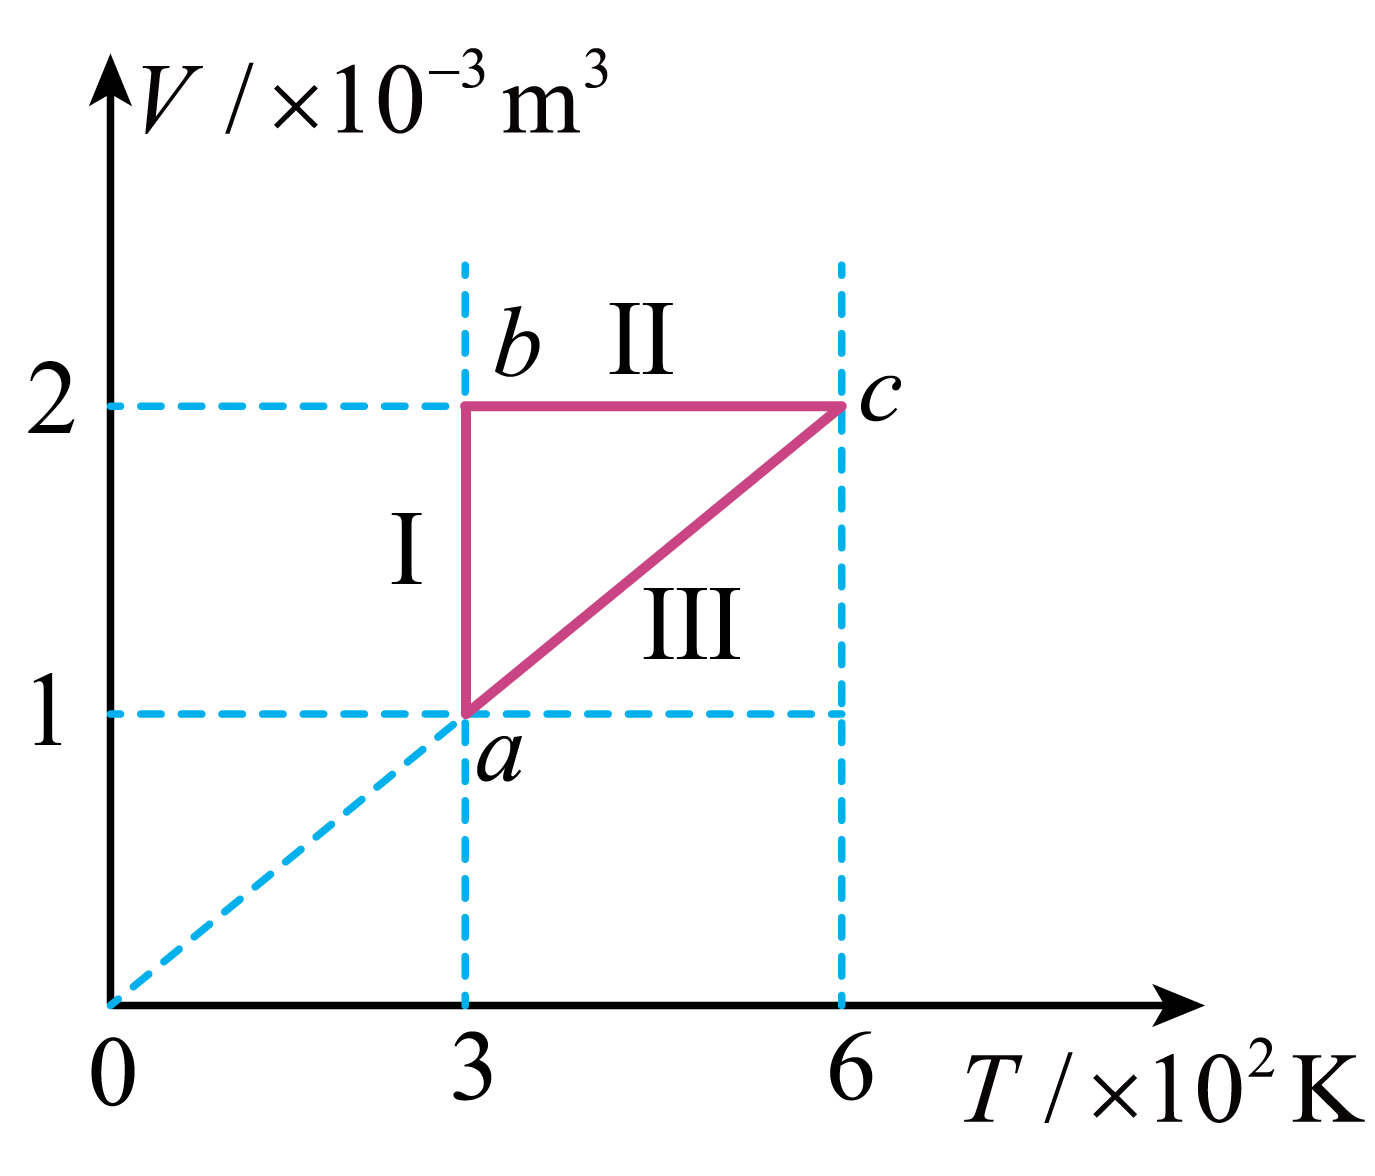 V / ×10⁻³ m³
b II
2 c
I
III
1
a
0 3 6 T / ×10² K